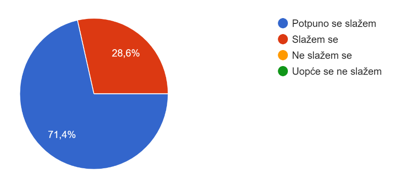 Potpuno se slažem
Slažem se
Ne slažem se
Uopće se ne slažem
28,6%
71,4%